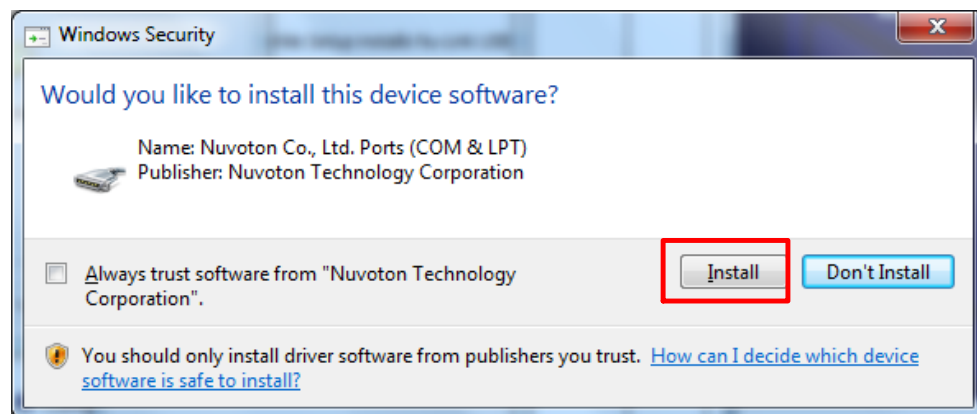 Windows Security
Would you like to install this device software?
Name: Nuvoton Co., Ltd. Ports (COM & LPT)
Publisher: Nuvoton Technology Corporation
Always trust software from "Nuvoton Technology
Corporation".
Install
Don't Install
You should only install driver software from publishers you trust. How can I decide which device
software is safe to install?